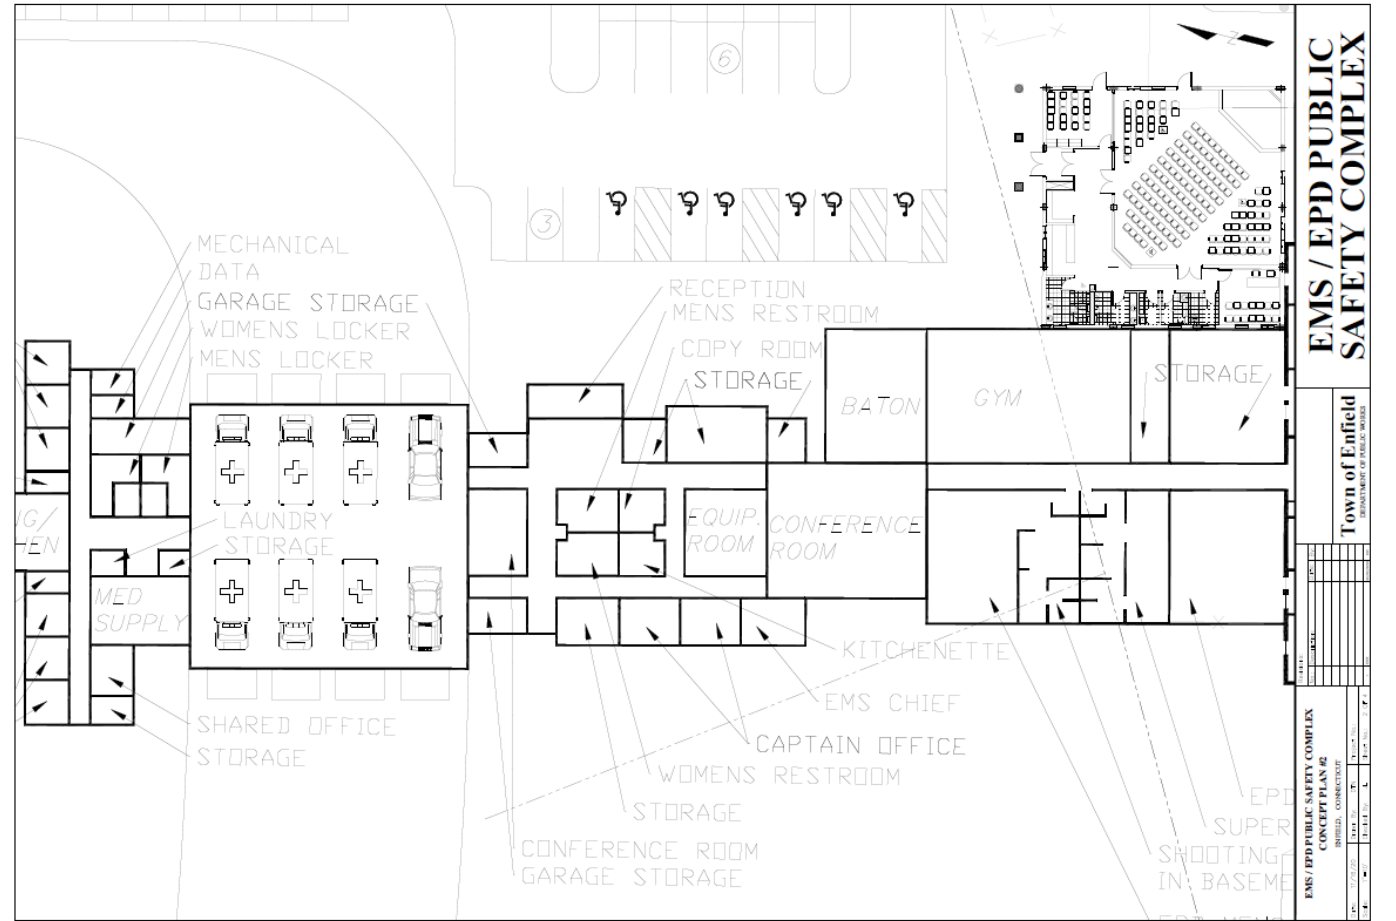 6
3
Z
MECHANICAL
DATA
GARAGE STORAGE
WOMENS LOCKER
MENS LOCKER
RECEPTION
MENS RESTROOM
COPY ROOM
STORAGE
BATON
GYM
STORAGE
NG/
HEN
LAUNDRY
STORAGE
MED
SUPPLY
EQUIP.
ROOM
CONFERENCE
ROOM
KITCHENETTE
EMS CHIEF
CAPTAIN OFFICE
WOMENS RESTROOM
STORAGE
CONFERENCE ROOM
GARAGE STORAGE
SHARED OFFICE
STORAGE
EPD
SUPER
SHOOTING
IN BASEME
EMS / EPD PUBLIC
SAFETY COMPLEX
Town of Enfield
DEPARTMENT OF PUBLIC WORKS
EMS / EPD PUBLIC SAFETY COMPLEX
CONCEPT PLAN #2
ENFIELD, CONNECTICUT